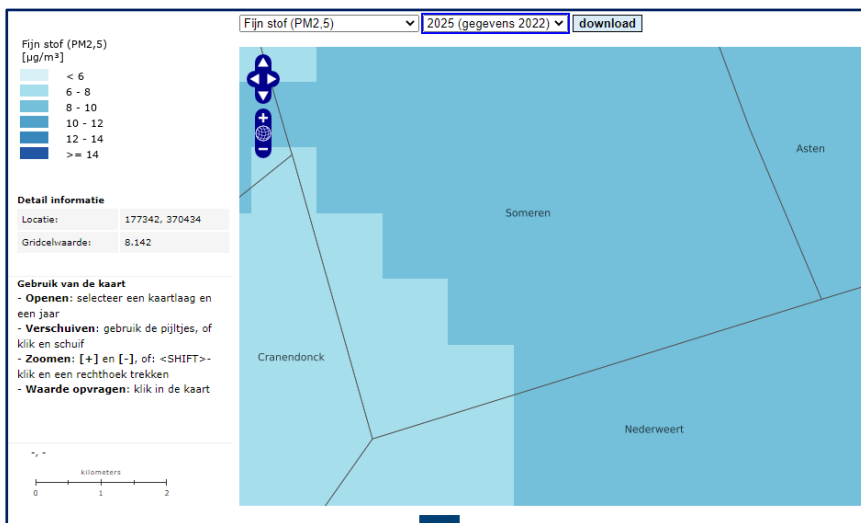 Fijn stof (PM2,5)
2025 (gegevens 2022)
download
Fijn stof (PM2,5)
[µg/m³]
< 6
6 - 8
8 - 10
10 - 12
12 - 14
>= 14
Detail informatie
Locatie: 177342, 370434
Gridcelwaarde: 8.142
Gebruik van de kaart
- Openen: selecteer een kaartlaag en
een jaar
- Verschuiven: gebruik de pijltjes, of
klik en schuif
- Zoomen: [+] en [-], of: <SHIFT>-
klik en een rechthoek trekken
- Waarde opvragen: klik in de kaart
-, -
kilometers
0 1 2
Asten
Someren
Cranendonck
Nederweert